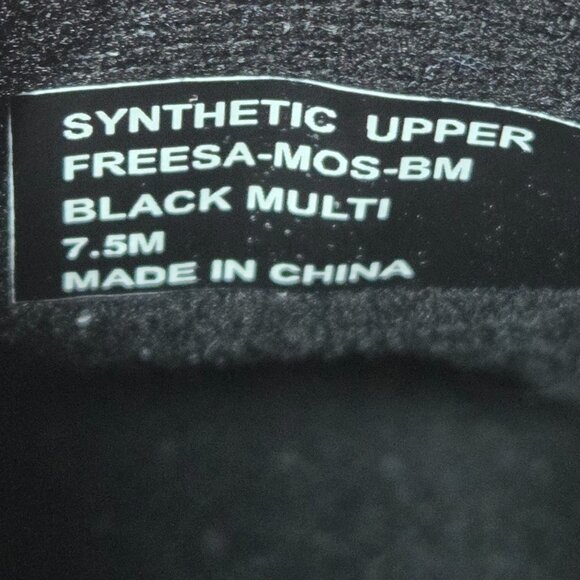 SYNTHETIC UPPER
FREESA-MOS-BM
BLACK MULTI
7.5M
MADE IN CHINA